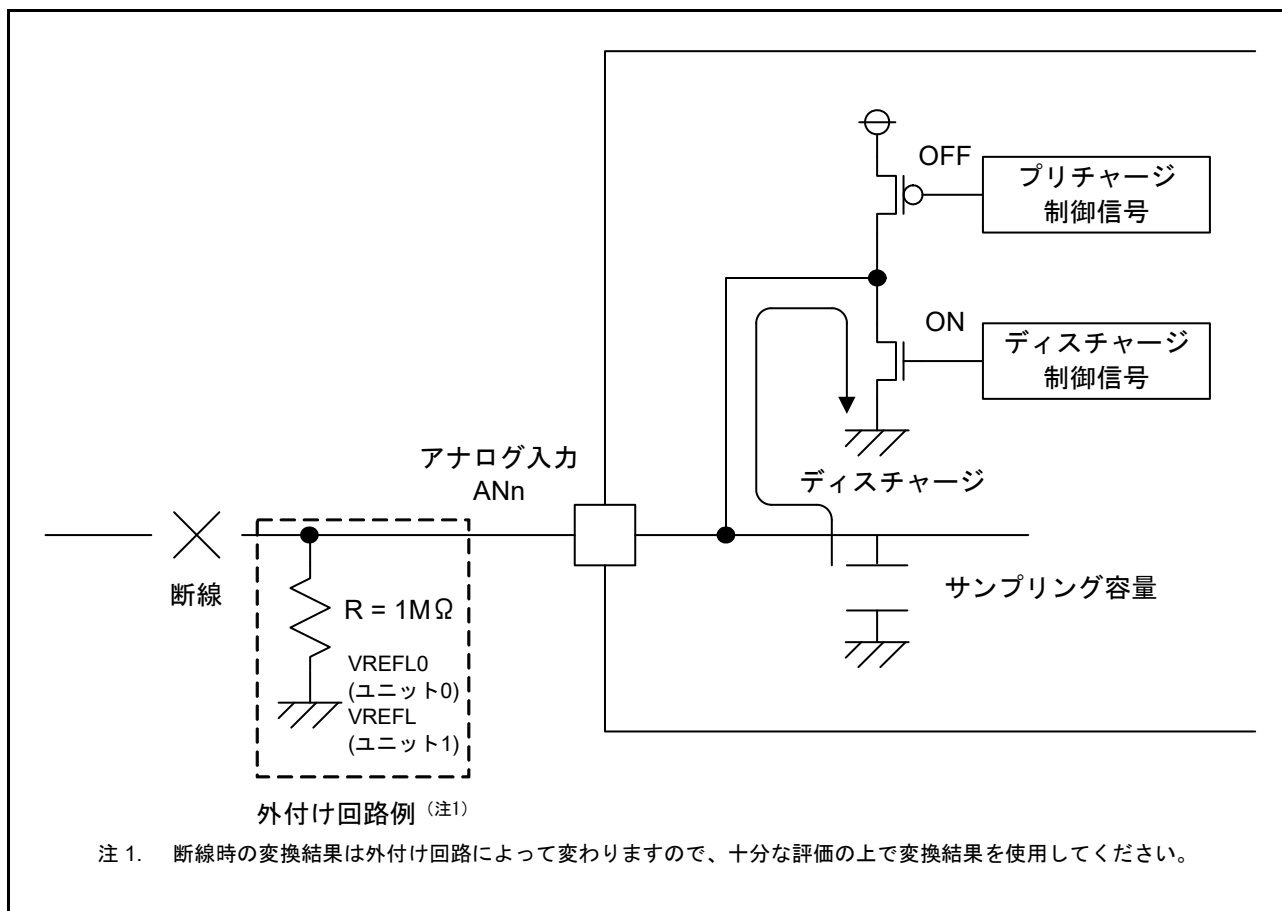 OFF
プリチャージ
制御信号
ON
ディスチャージ
制御信号
アナログ入力
ANn
ディスチャージ
断線
R = 1MΩ
サンプリング容量
VREFL0
(ユニット0)
VREFL
(ユニット1)
外付け回路例 (注1)
注 1. 断線時の変換結果は外付け回路によって変わりますので、十分な評価の上で変換結果を使用してください。